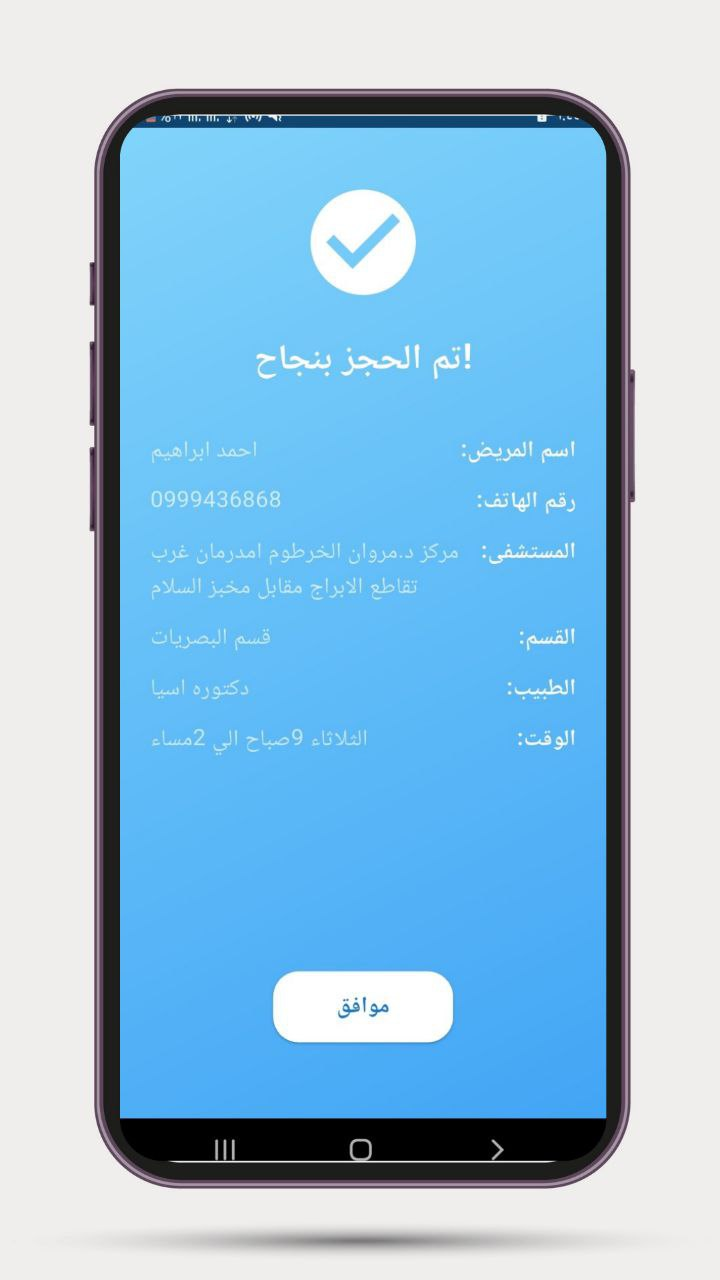 تم الحجز بنجاح!
اسم المريض: احمد ابراهيم
رقم الهاتف: 0999436868
المستشفى: مركز د.مروان الخرطوم امدرمان غرب
تقاطع الابراج مقابل مخبز السلام
القسم: قسم البصريات
الطبيب: دكتوره اسيا
الوقت: الثلاثاء 9صباح الي 2مساء
موافق